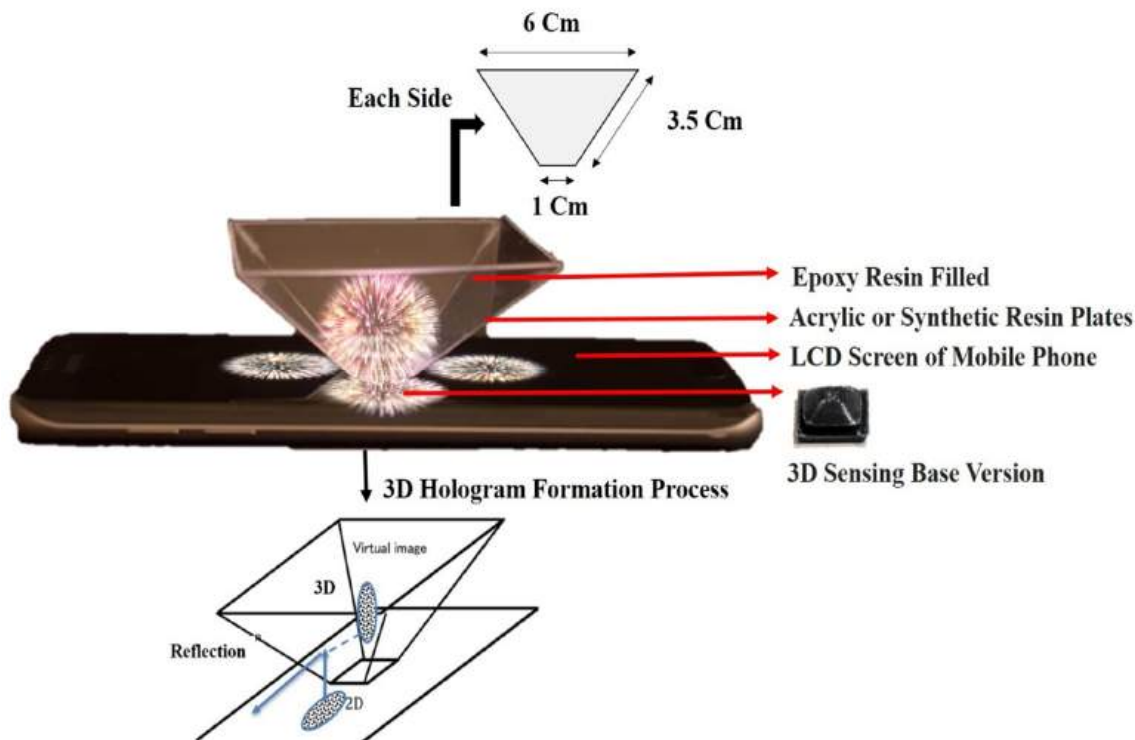 6 Cm
Each Side
3.5 Cm
1 Cm
Epoxy Resin Filled
Acrylic or Synthetic Resin Plates
LCD Screen of Mobile Phone
3D Sensing Base Version
3D Hologram Formation Process
Virtual image
3D
Reflection
2D